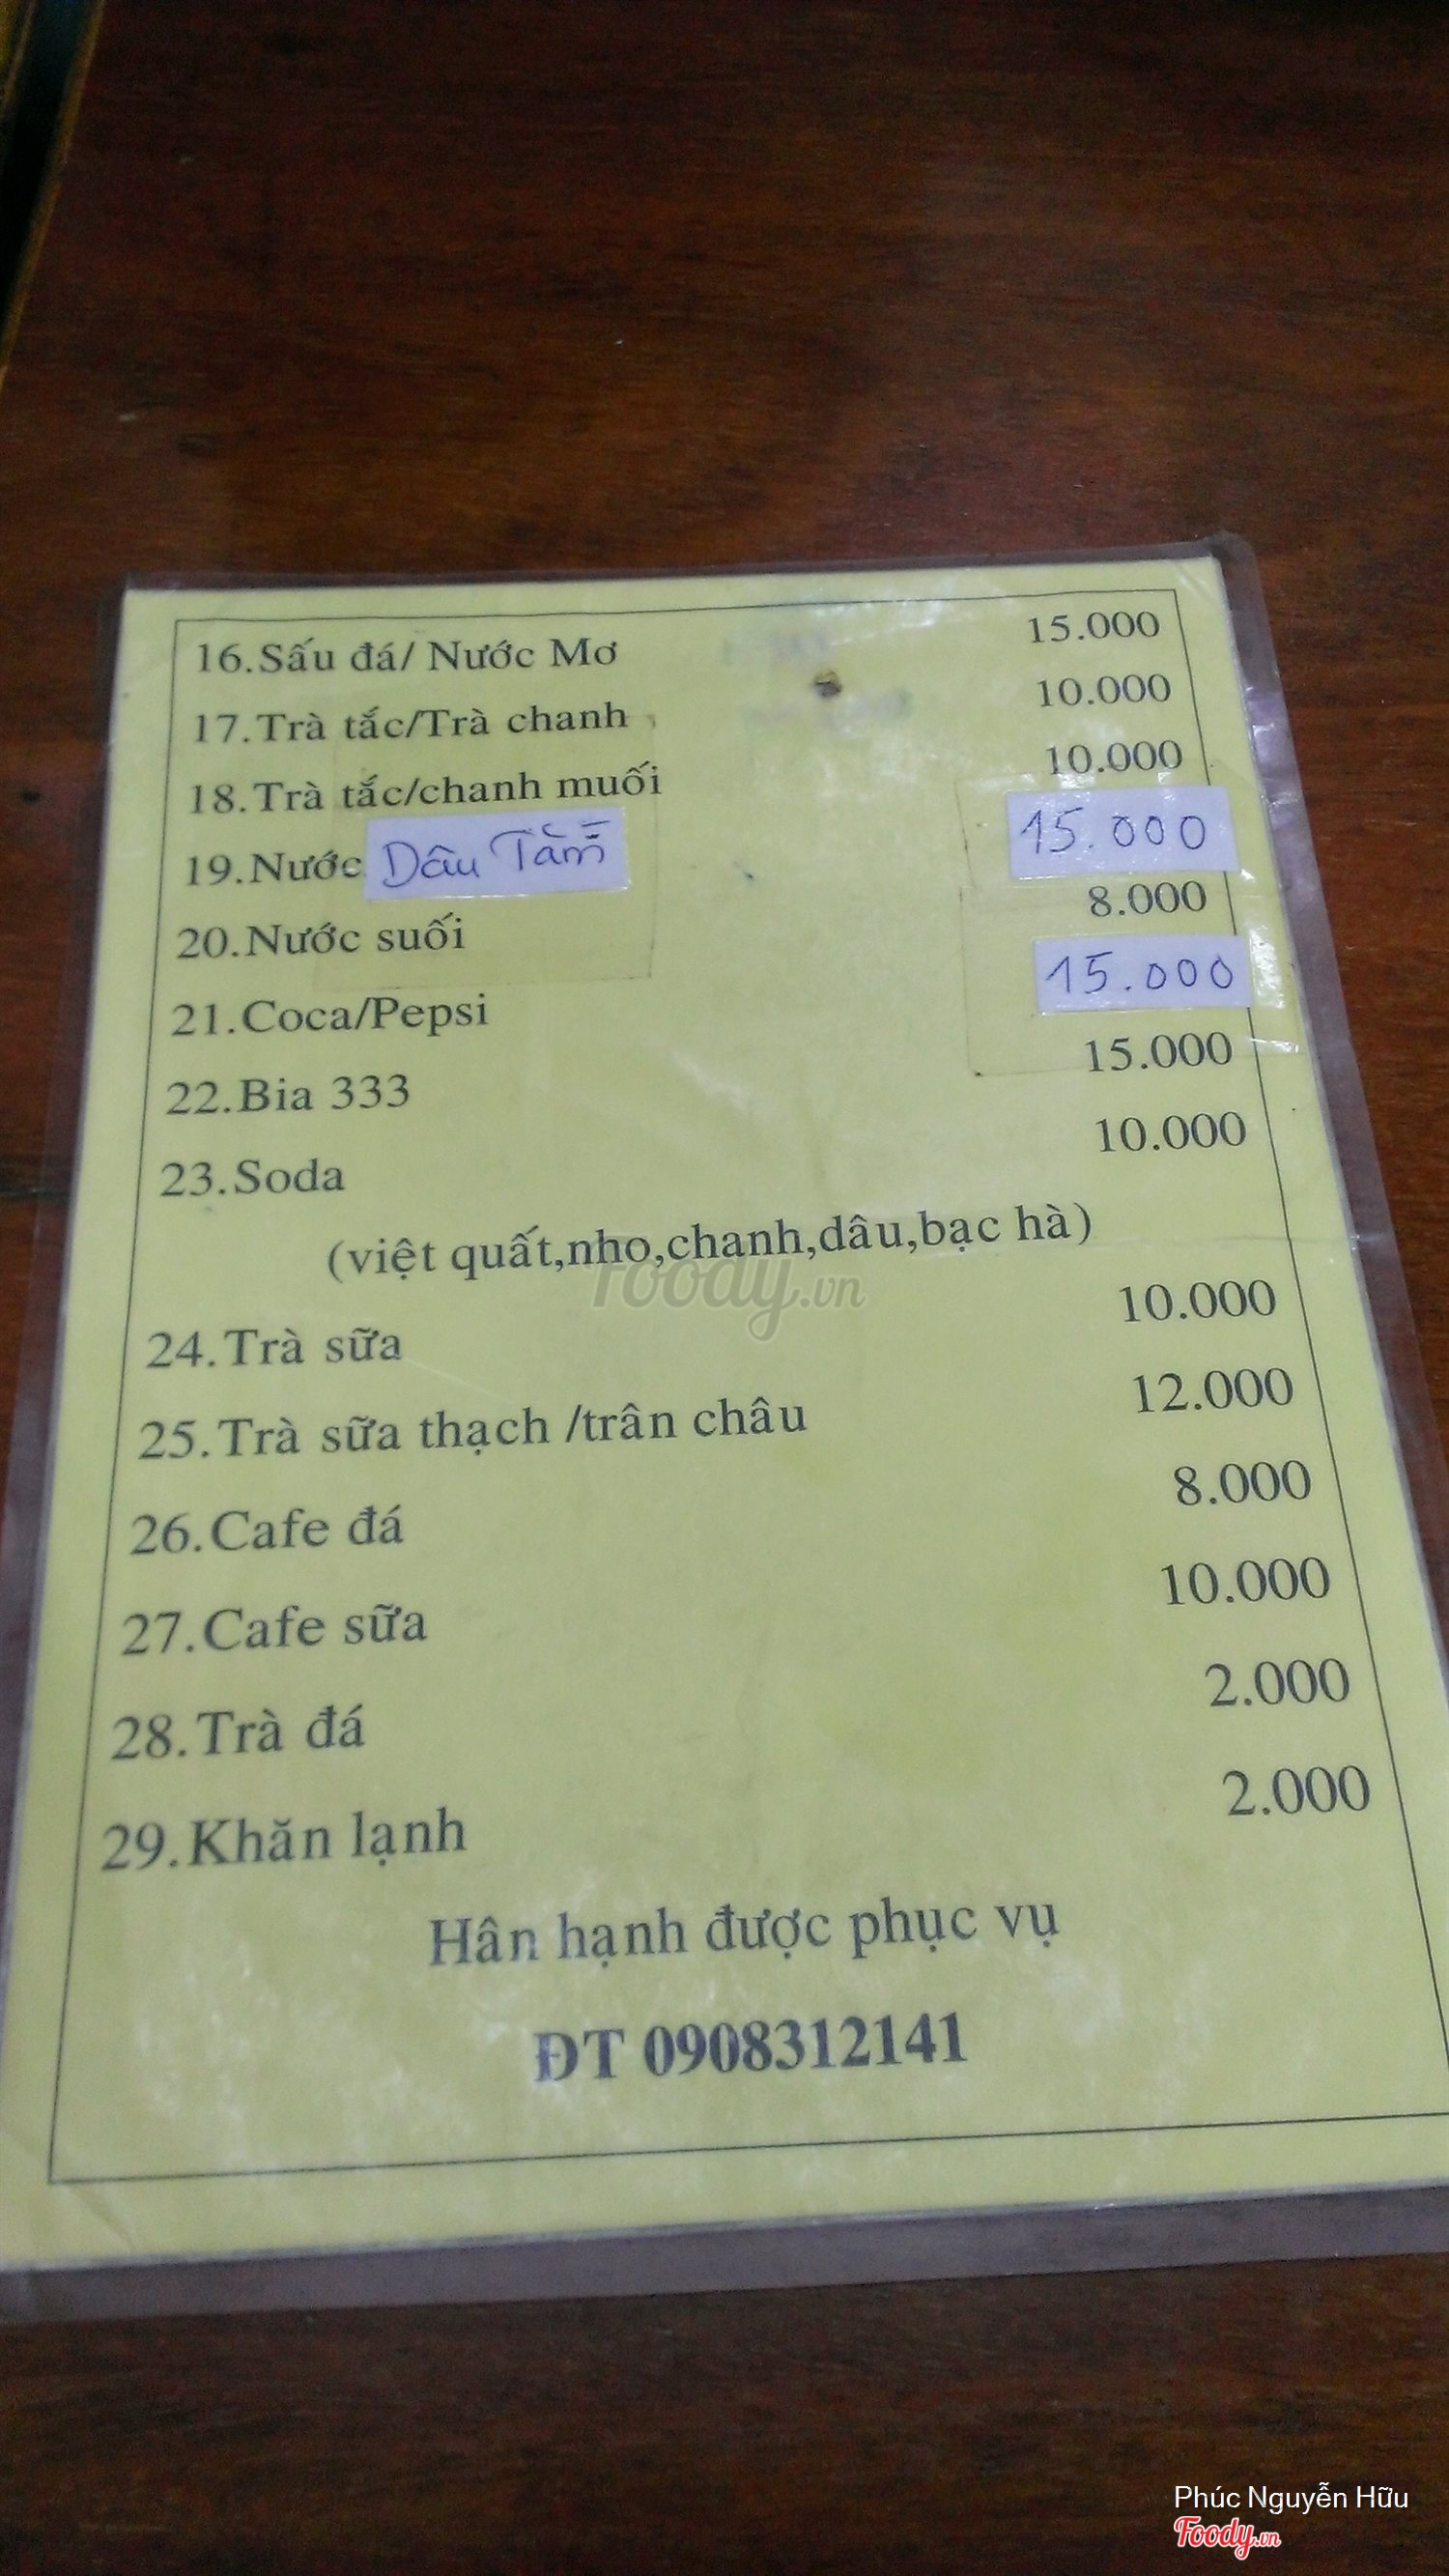 16.Sấu đá/ Nước Mơ 15.000
17.Trà tắc/Trà chanh 10.000
18.Trà tắc/chanh muối 10.000
19.Nước Dâu Tằm 15.000
20.Nước suối 8.000
21.Coca/Pepsi 15.000
22.Bia 333 15.000
23.Soda 10.000
(việt quất,nho,chanh,dâu,bạc hà)
Foody.vn
24.Trà sữa 10.000
25.Trà sữa thạch /trân châu 12.000
26.Cafe đá 8.000
27.Cafe sữa 10.000
28.Trà đá 2.000
29.Khăn lạnh 2.000
Hân hạnh được phục vụ
ĐT 0908312141
Phúc Nguyễn Hữu
Foody.vn